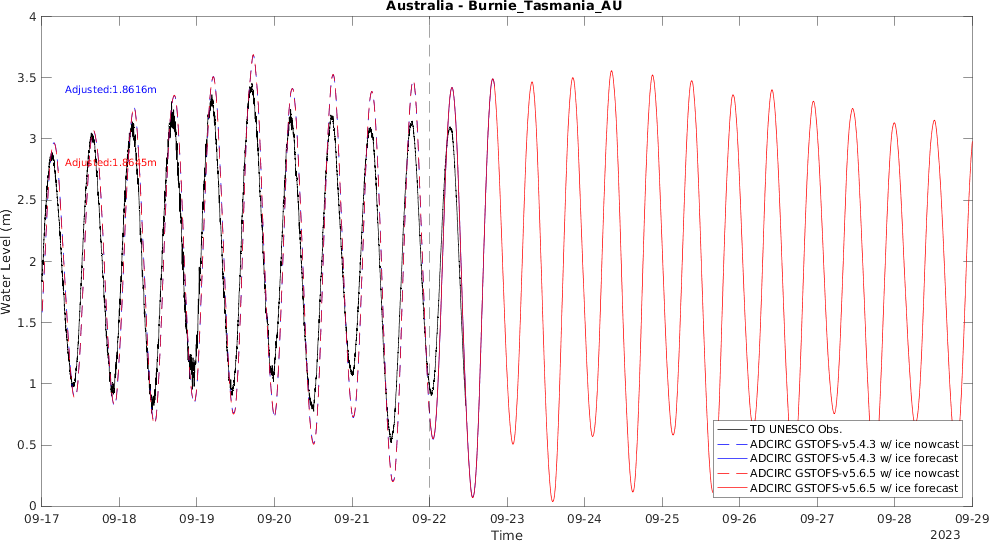 Australia - Burnie_Tasmania_AU
Water Level (m)
4
3.5
3
2.5
2
1.5
1
0.5
0
Adjusted:1.8616m
Adjusted:1.8645m
TD UNESCO Obs.
ADCIRC GSTOFS-v5.4.3 w/ ice nowcast
ADCIRC GSTOFS-v5.4.3 w/ ice forecast
ADCIRC GSTOFS-v5.6.5 w/ ice nowcast
ADCIRC GSTOFS-v5.6.5 w/ ice forecast
09-17 09-18 09-19 09-20 09-21 09-22 09-23 09-24 09-25 09-26 09-27 09-28 09-29
Time
2023